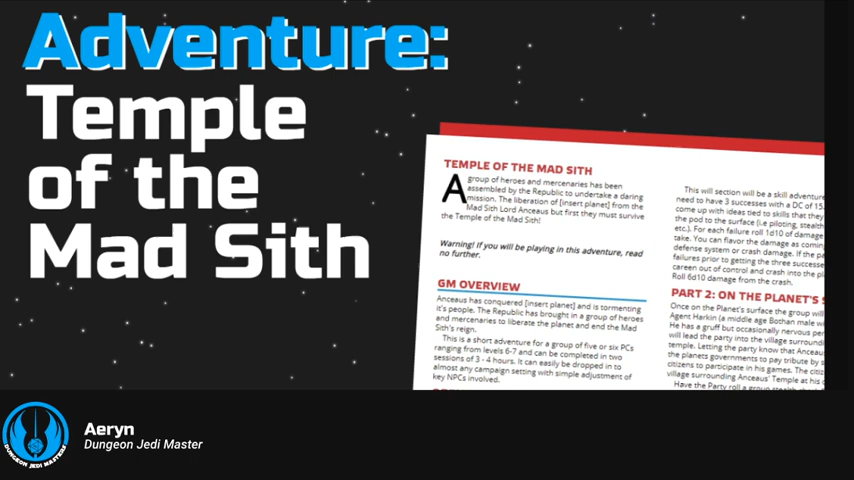 Adventure:
Temple
of the
Mad Sith
TEMPLE OF THE MAD SITH
A group of heroes and mercenaries has been
assembled by the Republic to undertake a daring
mission. The liberation of [insert planet] from the
Mad Sith Lord Anceaus but first they must survive
the Temple of the Mad Sith!
Warning! If you will be playing in this adventure, read
no further.
GM OVERVIEW
Anceaus has conquered [insert planet] and is tormenting
it's people. The Republic has brought in a group of heroes
and mercenaries to liberate the planet and end the Mad
Sith's reign.
This is a short adventure for a group of five or six PCs
ranging from levels 6-7 and can be completed in two
sessions of 3 - 4 hours. It can easily be dropped in to
almost any campaign setting with simple adjustment of
key NPCs involved.
This will section will be a skill adventure
need to have 3 successes with a DC of 15
come up with ideas tied to skills that they
the pod to the surface (i.e piloting, stealth
etc.). For each failure roll 1d10 of damage
take. You can flavor the damage as coming
defense system or crash damage. If the pa
failures prior to getting the three successe
careen out of control and crash into the pl
Roll 6d10 damage from the crash.
PART 2: ON THE PLANET'S S
Once on the Planet's surface the group will
Agent Harkin (a middle age Bothan male wi
He has a gruff but occasionally nervous per
will lead the party into the village surroundi
temple. Letting the party know that Anceau
the planets governments to pay tribute by s
citizens to participate in his games. The citiz
village surrounding Anceaus' Temple at his c
Have the Party roll a group
Aeryn
Dungeon Jedi Master
DUNGEON JEDI MASTERS